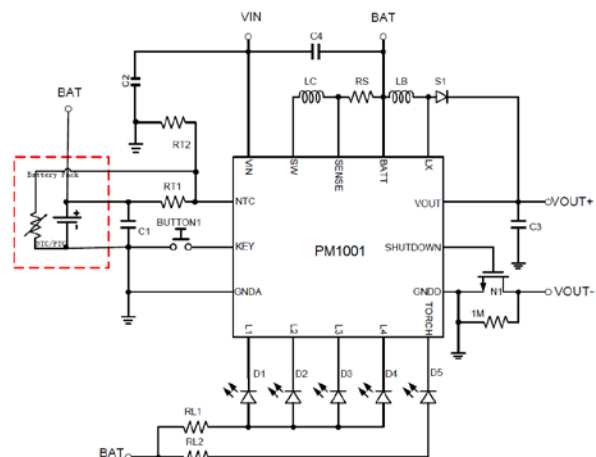 VIN
BAT
C4
C2
LC
RS
LB
S1
BAT
RT2
VIN
SW
SENSE
BATT
LX
Battery Pack
RT1
NTC
VOUT
VOUT+
C1
BUTTON1
C3
NTC/PTC
KEY
PM1001
SHUTDOWN
GNDA
GNDD
N1
VOUT-
TORCH
1M
L1
L2
L3
L4
D1
D2
D3
D4
D5
RL1
RL2
BAT